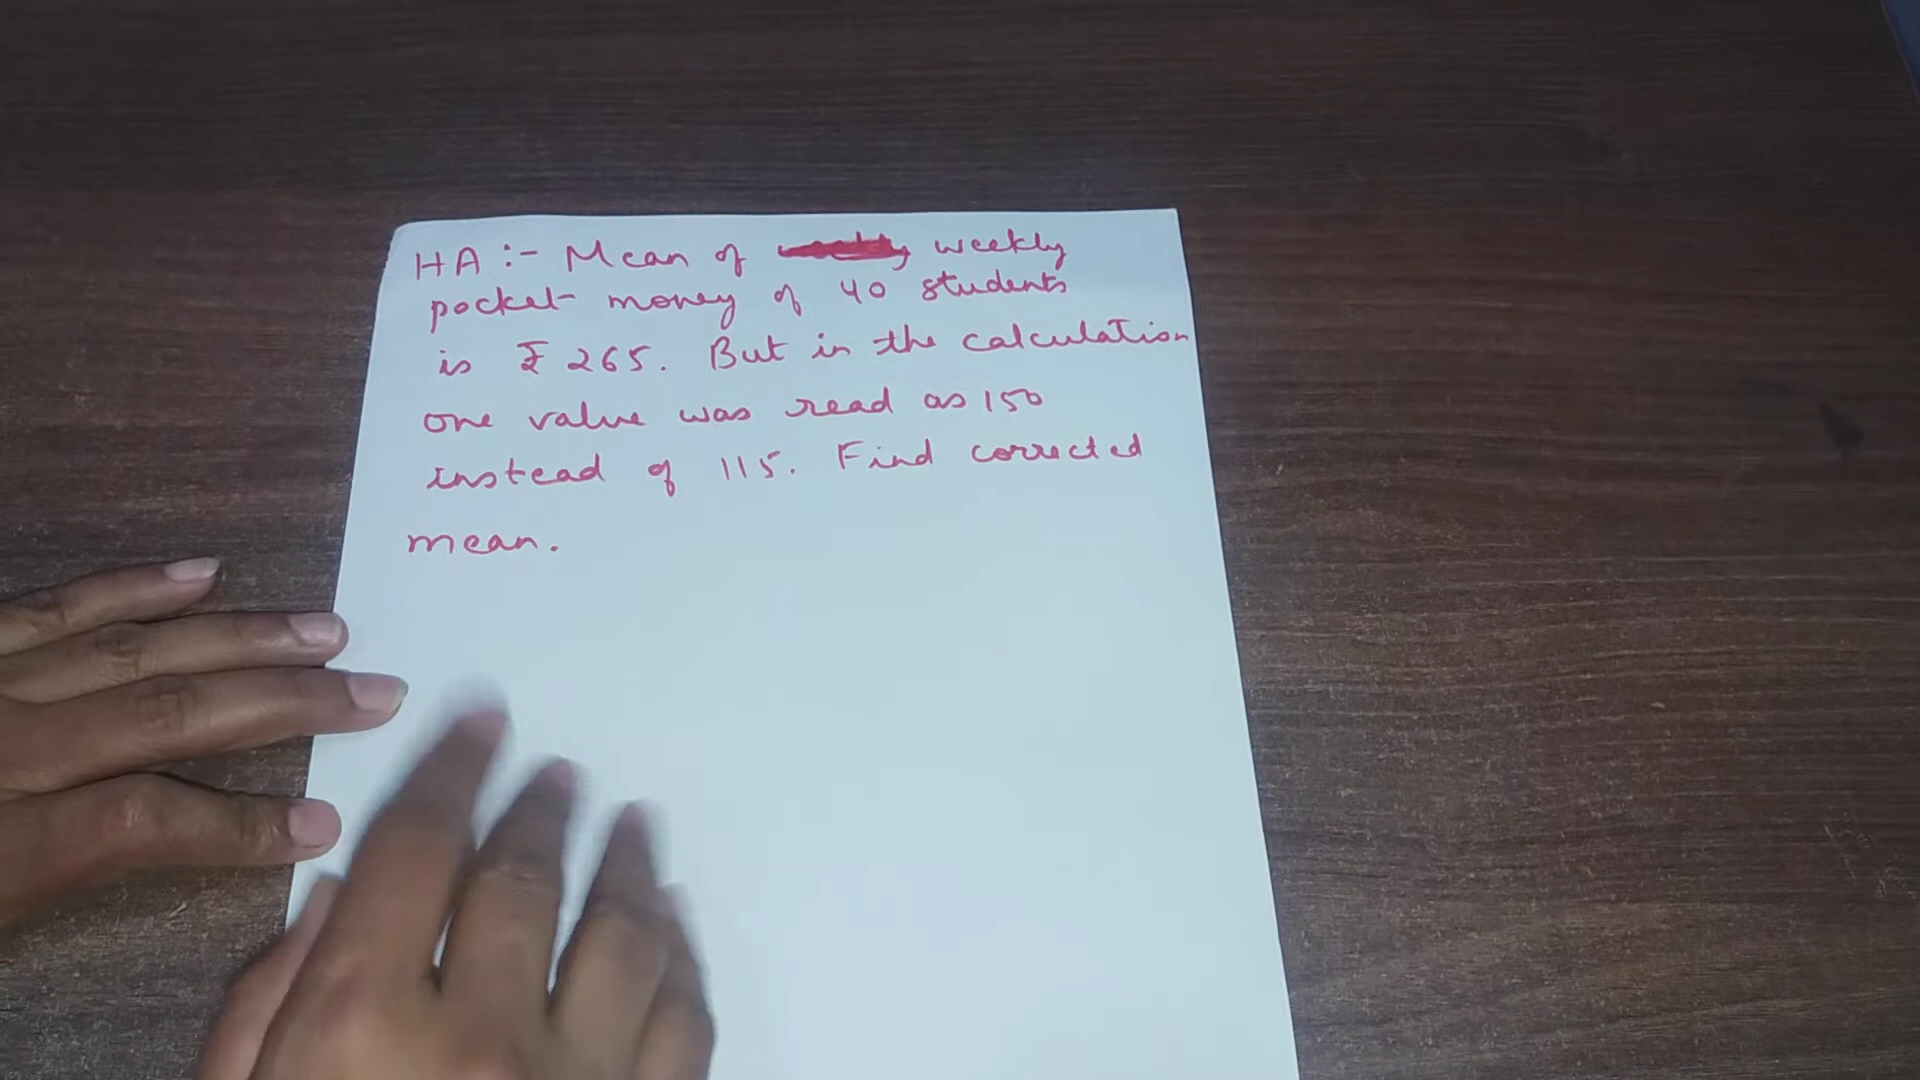 HA :- Mean of weekly
pocket money of 40 students
is ₹ 265. But in the calculation
one value was read as 150
instead of 115. Find corrected
mean.